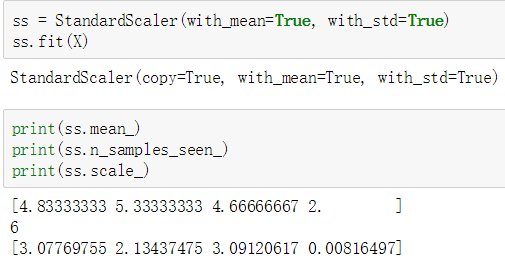 ss = StandardScaler(with_mean=True, with_std=True)
ss.fit(X)
StandardScaler(copy=True, with_mean=True, with_std=True)
print(ss.mean_)
print(ss.n_samples_seen_)
print(ss.scale_)
[4.83333333 5.33333333 4.66666667 2.        ]
6
[3.07769755 2.13437475 3.09120617 0.00816497]